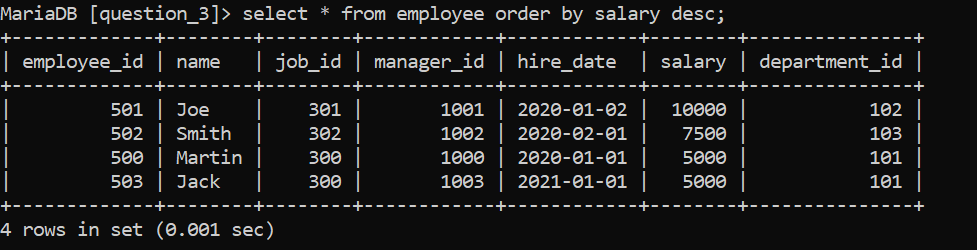 MariaDB [question_3]> select * from employee order by salary desc;
+-------------+--------+--------+------------+------------+--------+---------------+
| employee_id | name   | job_id | manager_id | hire_date  | salary | department_id |
+-------------+--------+--------+------------+------------+--------+---------------+
|         501 | Joe    |    301 |       1001 | 2020-01-02 |  10000 |           102 |
|         502 | Smith  |    302 |       1002 | 2020-02-01 |   7500 |           103 |
|         500 | Martin |    300 |       1000 | 2020-01-01 |   5000 |           101 |
|         503 | Jack   |    300 |       1003 | 2021-01-01 |   5000 |           101 |
+-------------+--------+--------+------------+------------+--------+---------------+
4 rows in set (0.001 sec)